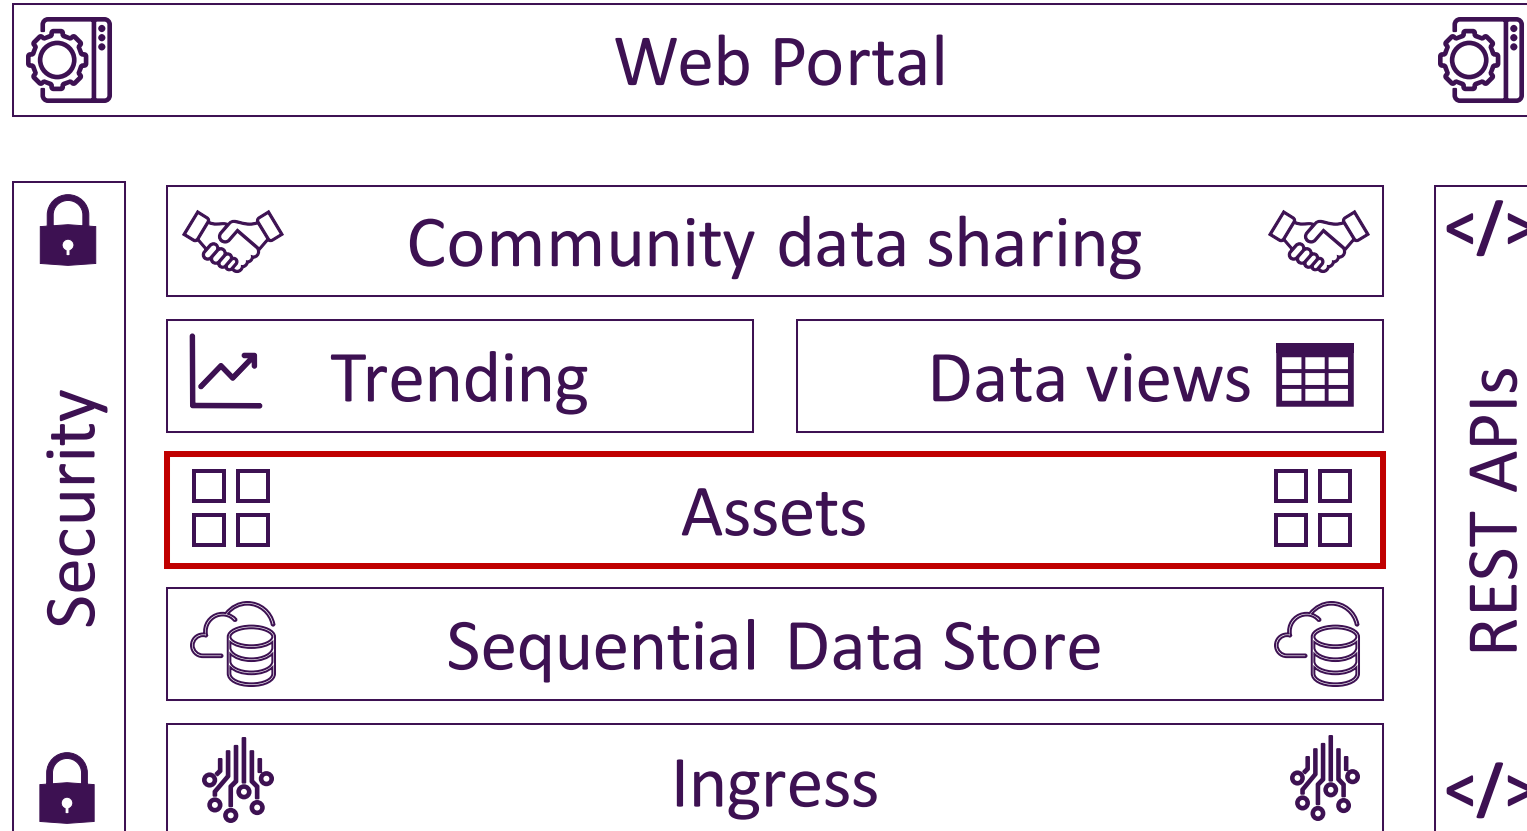 Web Portal
Security
Community data sharing
Trending
Data views
Assets
Sequential Data Store
Ingress
</>
REST APIs
</>